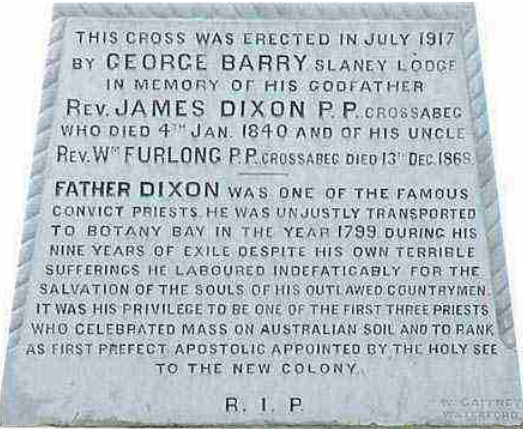 THIS CROSS WAS ERECTED IN JULY 1917
BY GEORGE BARRY SLANEY LODGE
IN MEMORY OF HIS GODFATHER
REV. JAMES DIXON P.P. CROSSABEG
WHO DIED 4TH JAN. 1840 AND OF HIS UNCLE
REV. WM FURLONG P.P. CROSSABEG DIED 13TH DEC. 1868.
FATHER DIXON WAS ONE OF THE FAMOUS
CONVICT PRIESTS. HE WAS UNJUSTLY TRANSPORTED
TO BOTANY BAY IN THE YEAR 1799 DURING HIS
NINE YEARS OF EXILE DESPITE HIS OWN TERRIBLE
SUFFERINGS HE LABOURED INDEFATIGABLY FOR THE
SALVATION OF THE SOULS OF HIS OUTLAWED COUNTRYMEN.
IT WAS HIS PRIVILEGE TO BE ONE OF THE FIRST THREE PRIESTS
WHO CELEBRATED MASS ON AUSTRALIAN SOIL AND TO RANK
AS FIRST PREFECT APOSTOLIC APPOINTED BY THE HOLY SEE
TO THE NEW COLONY.
R. I. P.
W. GAFFNEY
WATERFORD